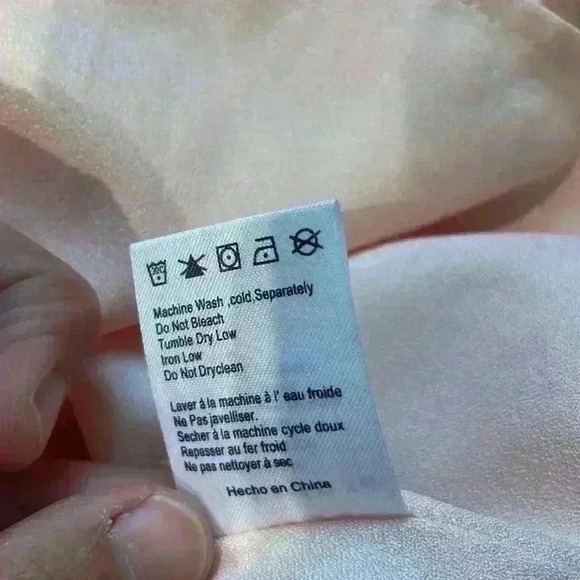 Machine Wash ,cold,Separately
Do Not Bleach
Tumble Dry Low
Iron Low
Do Not Dryclean
Laver à la machine à l' eau froide
Ne Pas javelliser.
Secher à la machine cycle doux
Repasser au fer froid
Ne pas nettoyer à sec
Hecho en China